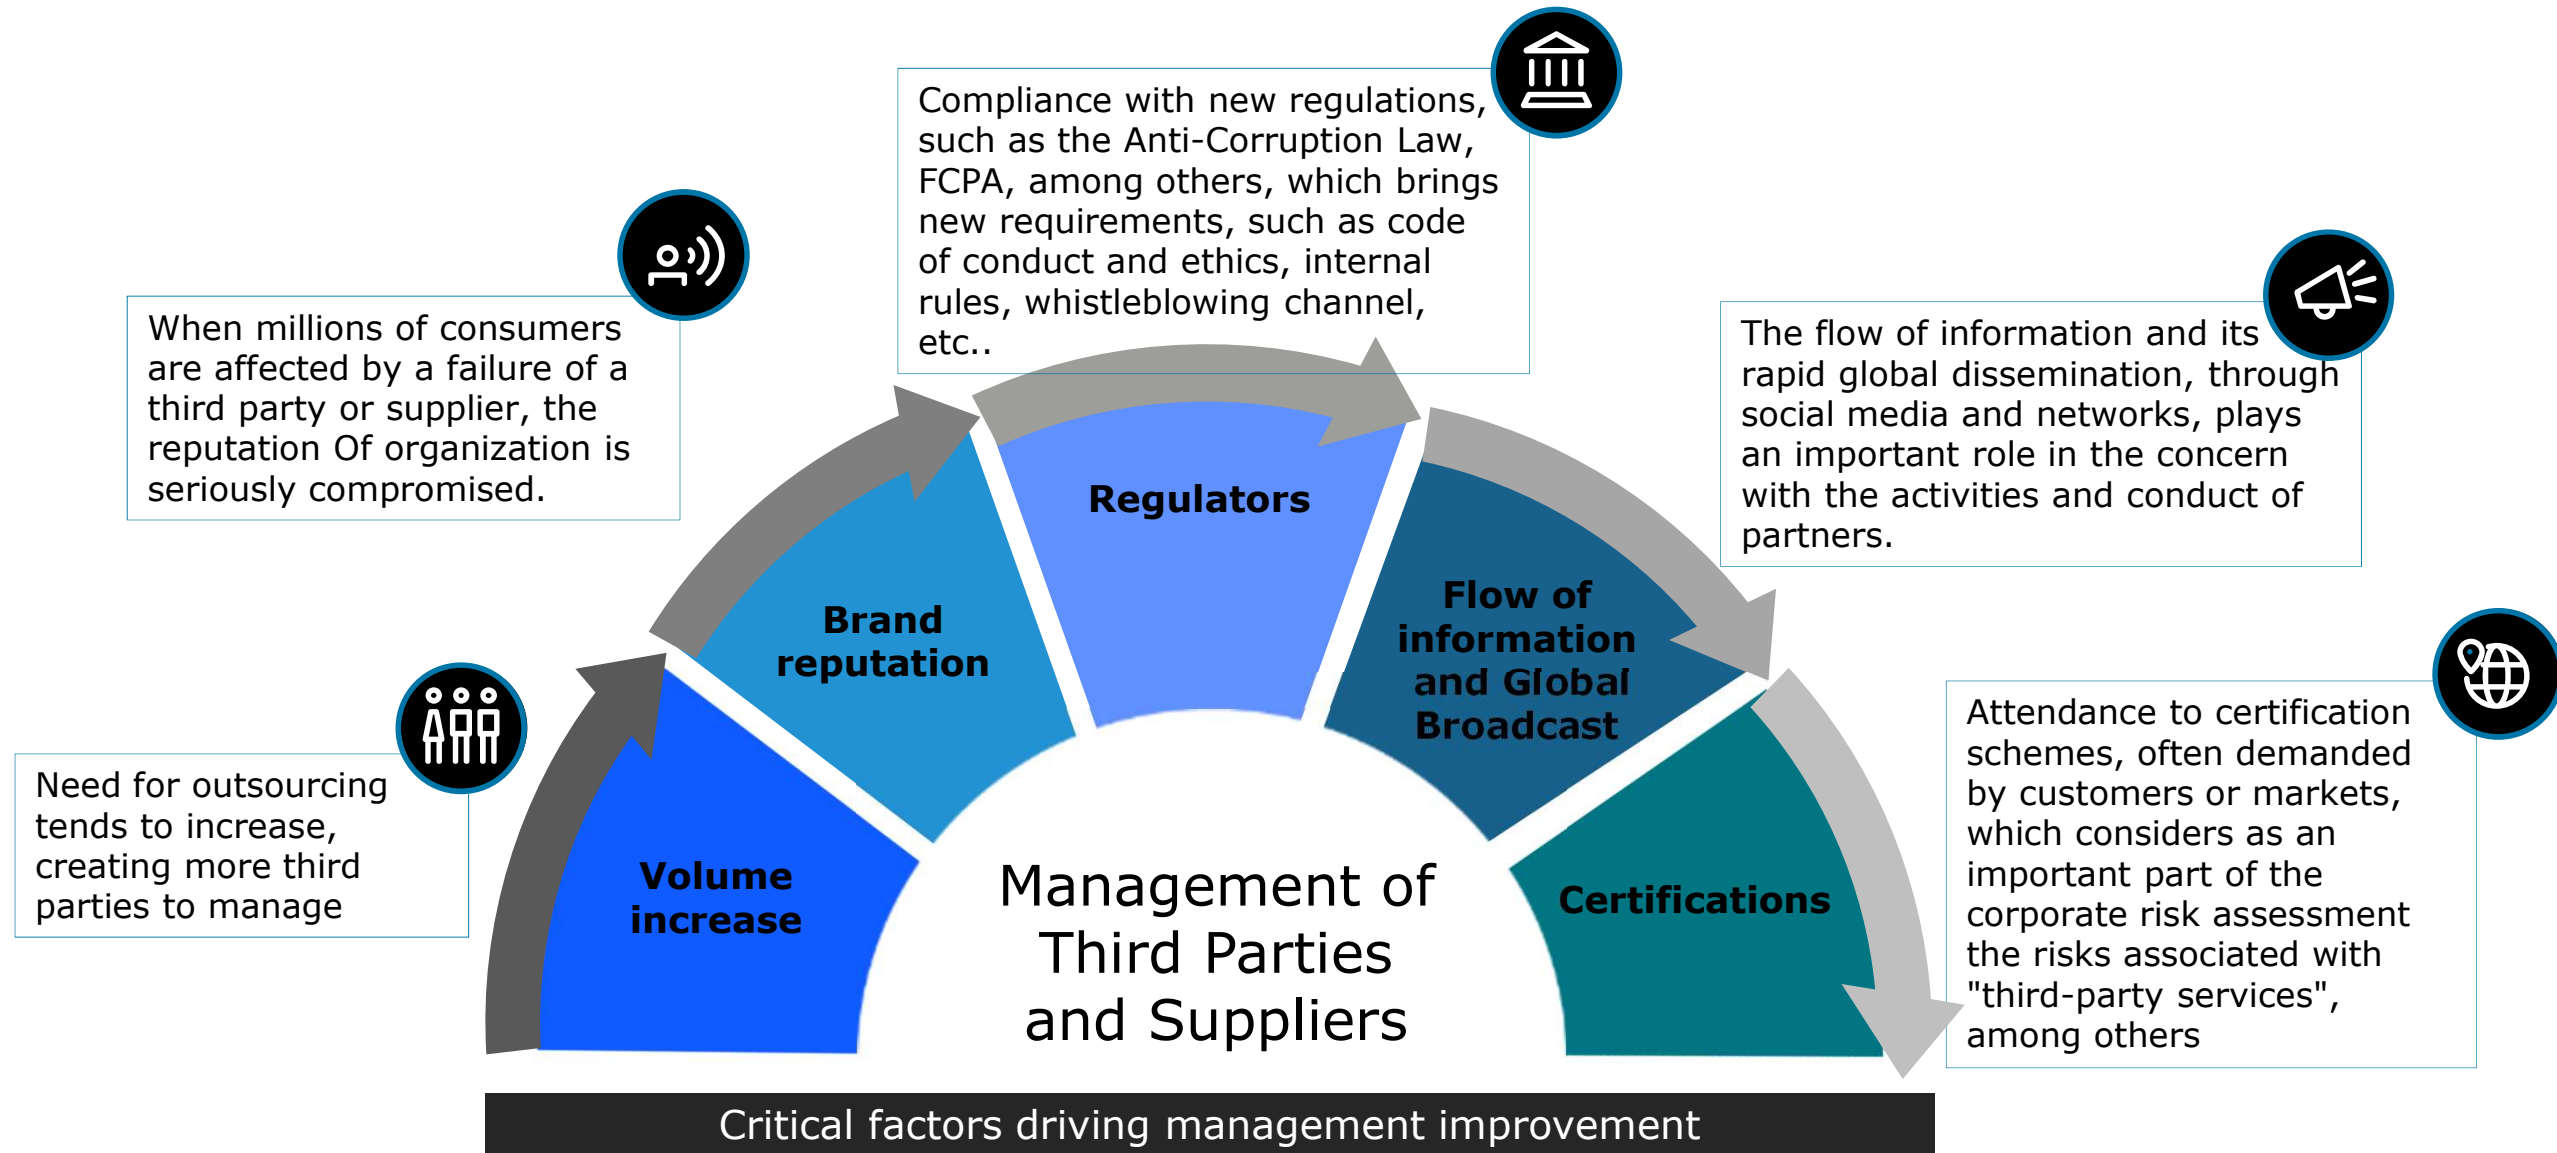 Compliance with new regulations,
such as the Anti-Corruption Law,
FCPA, among others, which brings
new requirements, such as code
of conduct and ethics, internal
rules, whistleblowing channel,
etc..
When millions of consumers
are affected by a failure of a
third party or supplier, the
reputation Of organization is
seriously compromised.
The flow of information and its
rapid global dissemination, through
social media and networks, plays
an important role in the concern
with the activities and conduct of
partners.
Need for outsourcing
tends to increase,
creating more third
parties to manage
Attendance to certification
schemes, often demanded
by customers or markets,
which considers as an
important part of the
corporate risk assessment
the risks associated with
"third-party services",
among others
Volume
increase
Brand
reputation
Regulators
Flow of
information
and Global
Broadcast
Certifications
Management of
Third Parties
and Suppliers
Critical factors driving management improvement